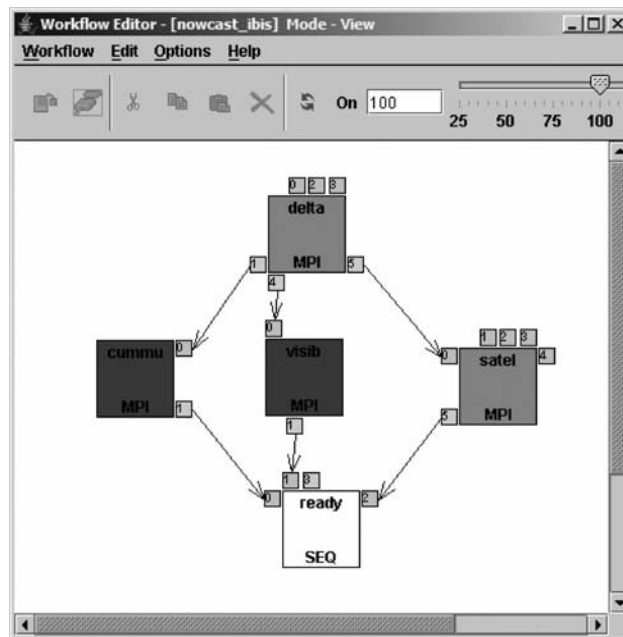 Workflow Editor - [nowcast_ibis] Mode - View
Workflow Edit Options Help
On 100
25 50 75 100
0 2 3
delta
MPI
1 5
4
0
cummu 0
visib
1 2 3
0 satel 4
MPI 1
MPI
5 MPI
1
1 3
0 ready 2
SEQ